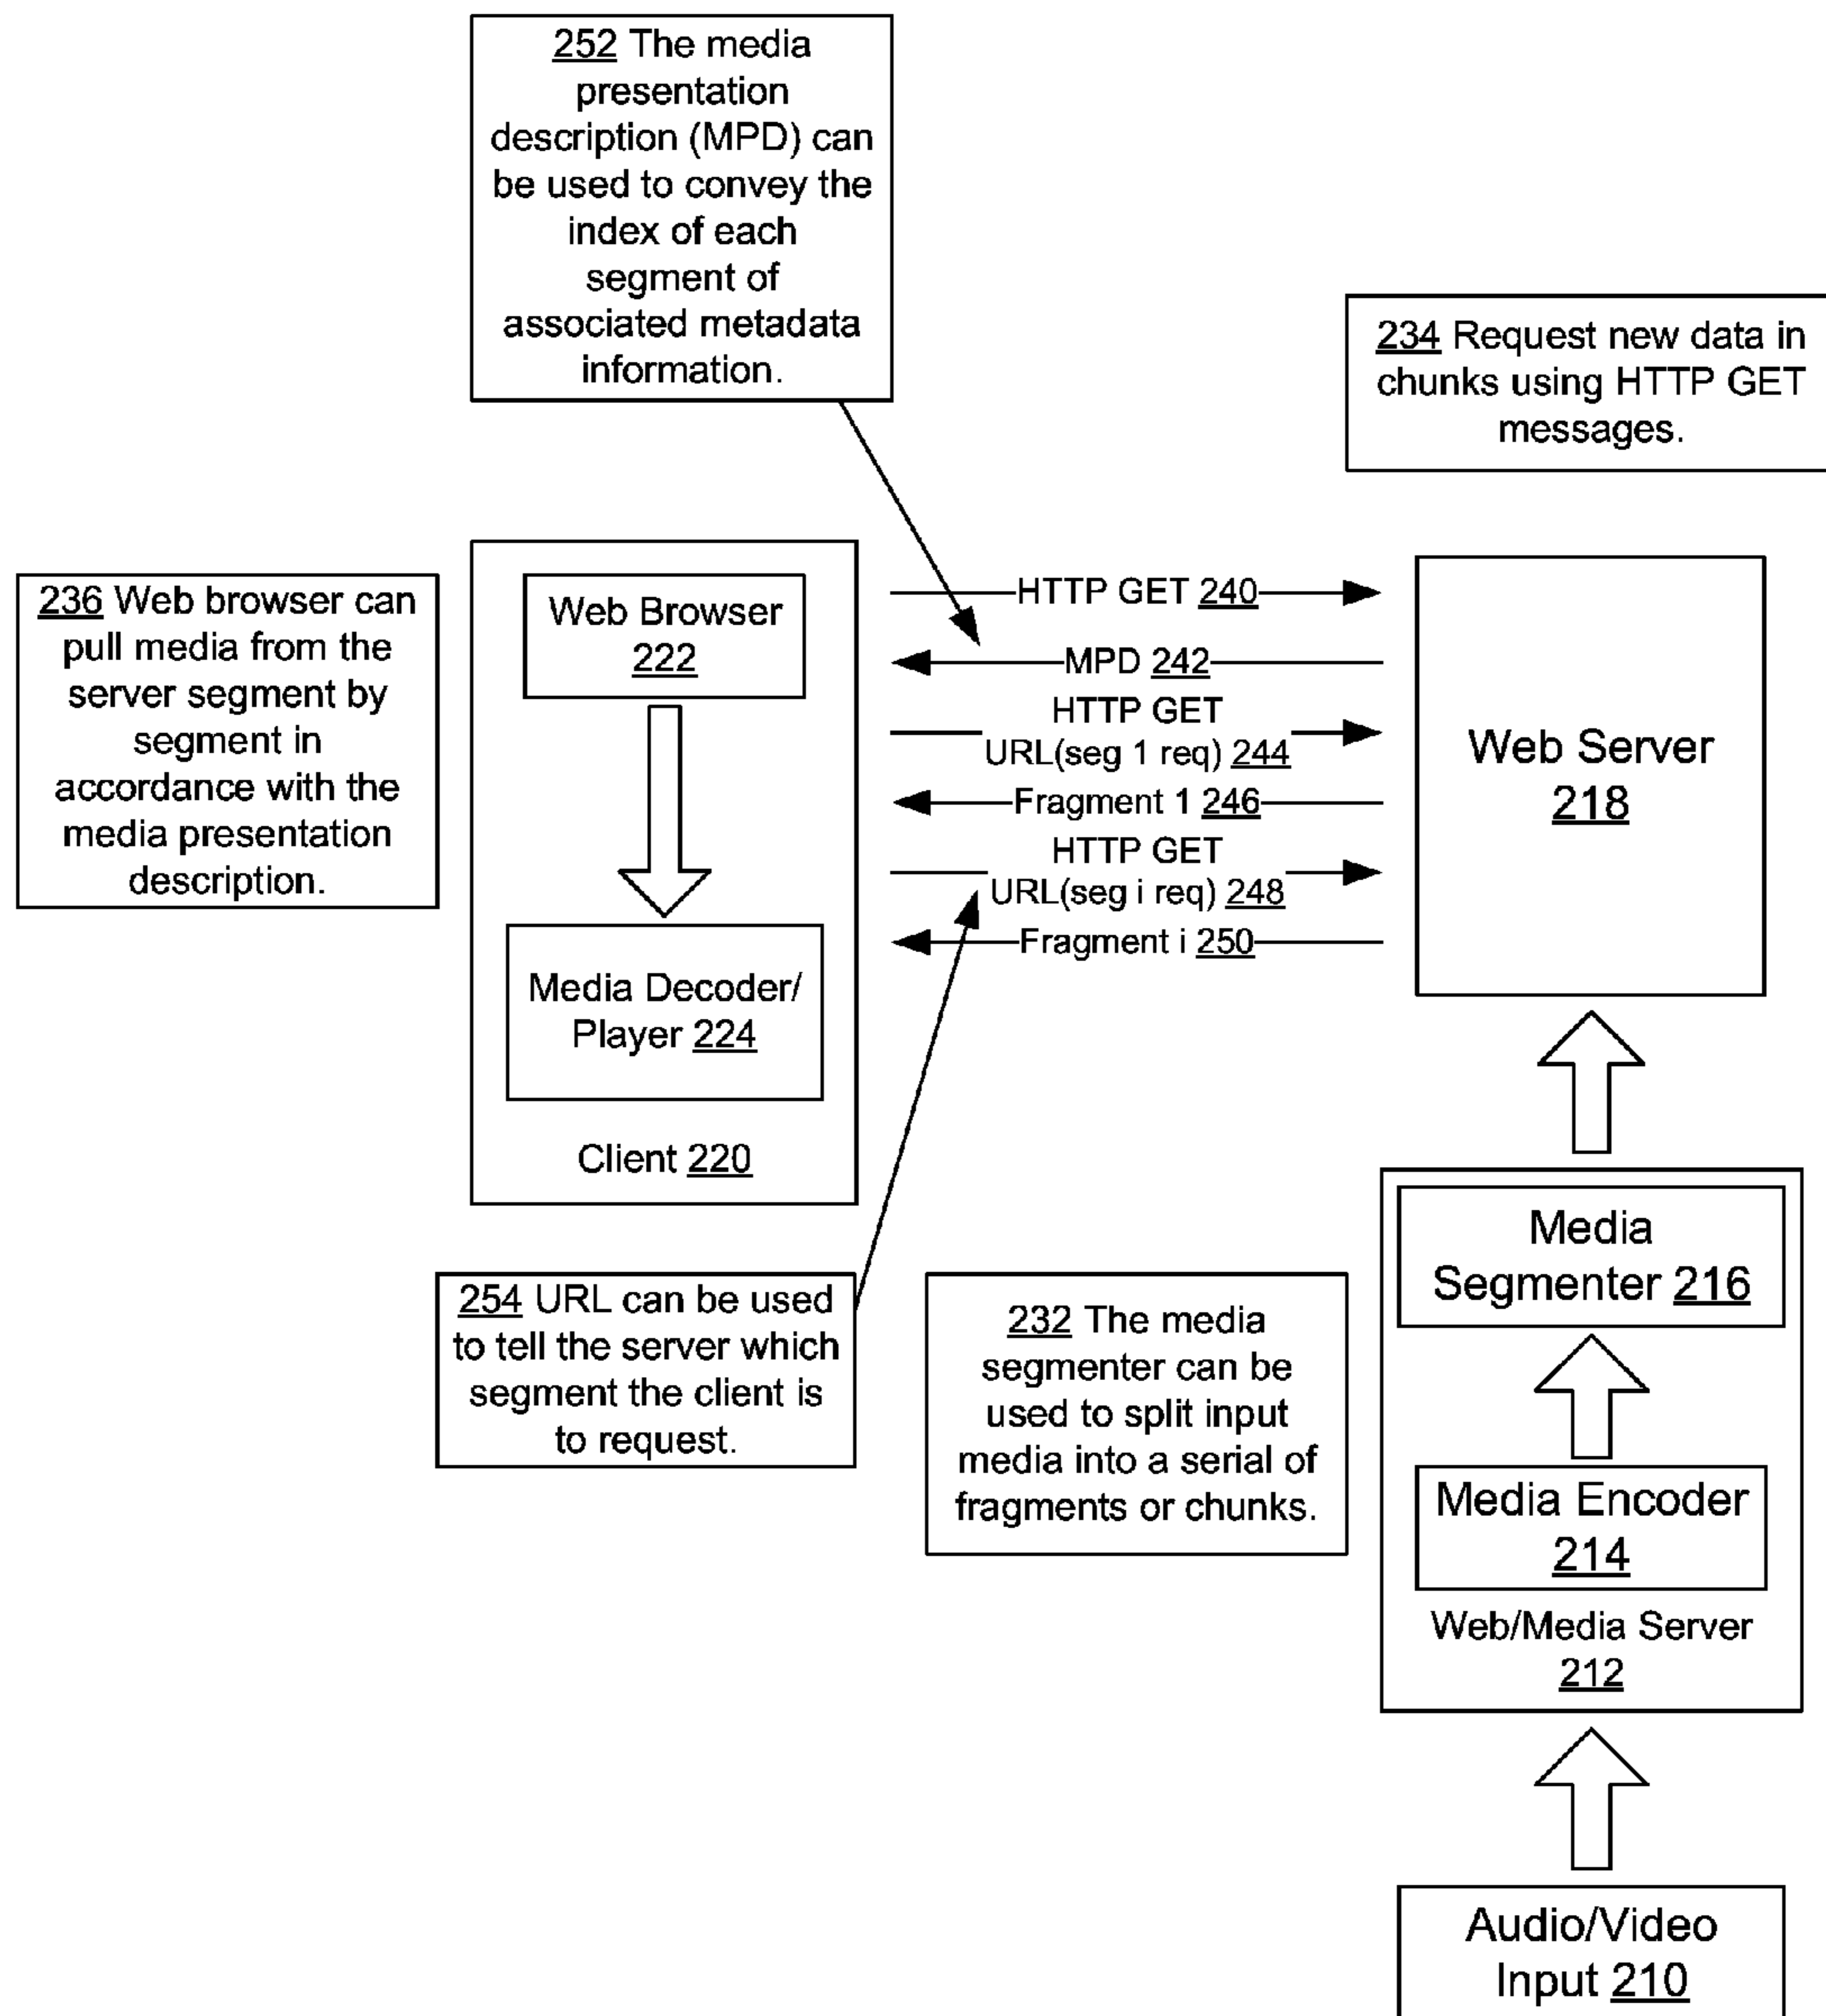 252 The media
presentation
description (MPD) can
be used to convey the
index of each
segment of
associated metadata
information.
234 Request new data in
chunks using HTTP GET
messages.
236 Web browser can
pull media from the
server segment by
segment in
accordance with the
media presentation
description.
Web Browser
222
Media Decoder/
Player 224
Client 220
HTTP GET 240
MPD 242
HTTP GET
URL(seg 1 req) 244
Fragment 1 246
HTTP GET
URL(seg i req) 248
Fragment i 250
Web Server
218
254 URL can be used
to tell the server which
segment the client is
to request.
232 The media
segmenter can be
used to split input
media into a serial of
fragments or chunks.
Media
Segmenter 216
Media Encoder
214
Web/Media Server
212
Audio/Video
Input 210